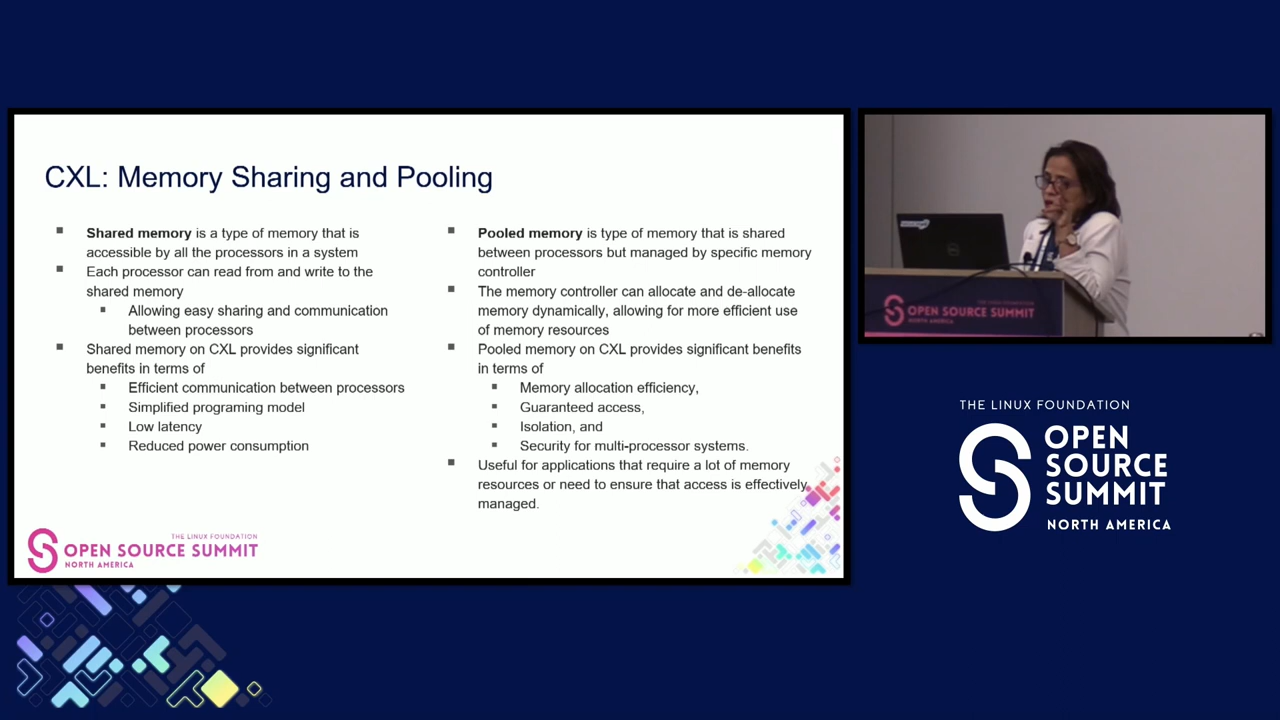 CXL: Memory Sharing and Pooling
Shared memory is a type of memory that is
accessible by all the processors in a system
Each processor can read from and write to the
shared memory
Allowing easy sharing and communication
between processors
Shared memory on CXL provides significant
benefits in terms of
Efficient communication between processors
Simplified programing model
Low latency
Reduced power consumption
Pooled memory is type of memory that is shared
between processors but managed by specific memory
controller
The memory controller can allocate and de-allocate
memory dynamically, allowing for more efficient use
of memory resources
Pooled memory on CXL provides significant benefits
in terms of
Memory allocation efficiency,
Guaranteed access,
Isolation, and
Security for multi-processor systems.
Useful for applications that require a lot of memory
resources or need to ensure that access is effectively
managed.
THE LINUX FOUNDATION
OPEN SOURCE SUMMIT
NORTH AMERICA
OPEN SOURCE SUMMIT
NORTH AMERICA
THE LINUX FOUNDATION
OPEN
SOURCE
SUMMIT
NORTH AMERICA